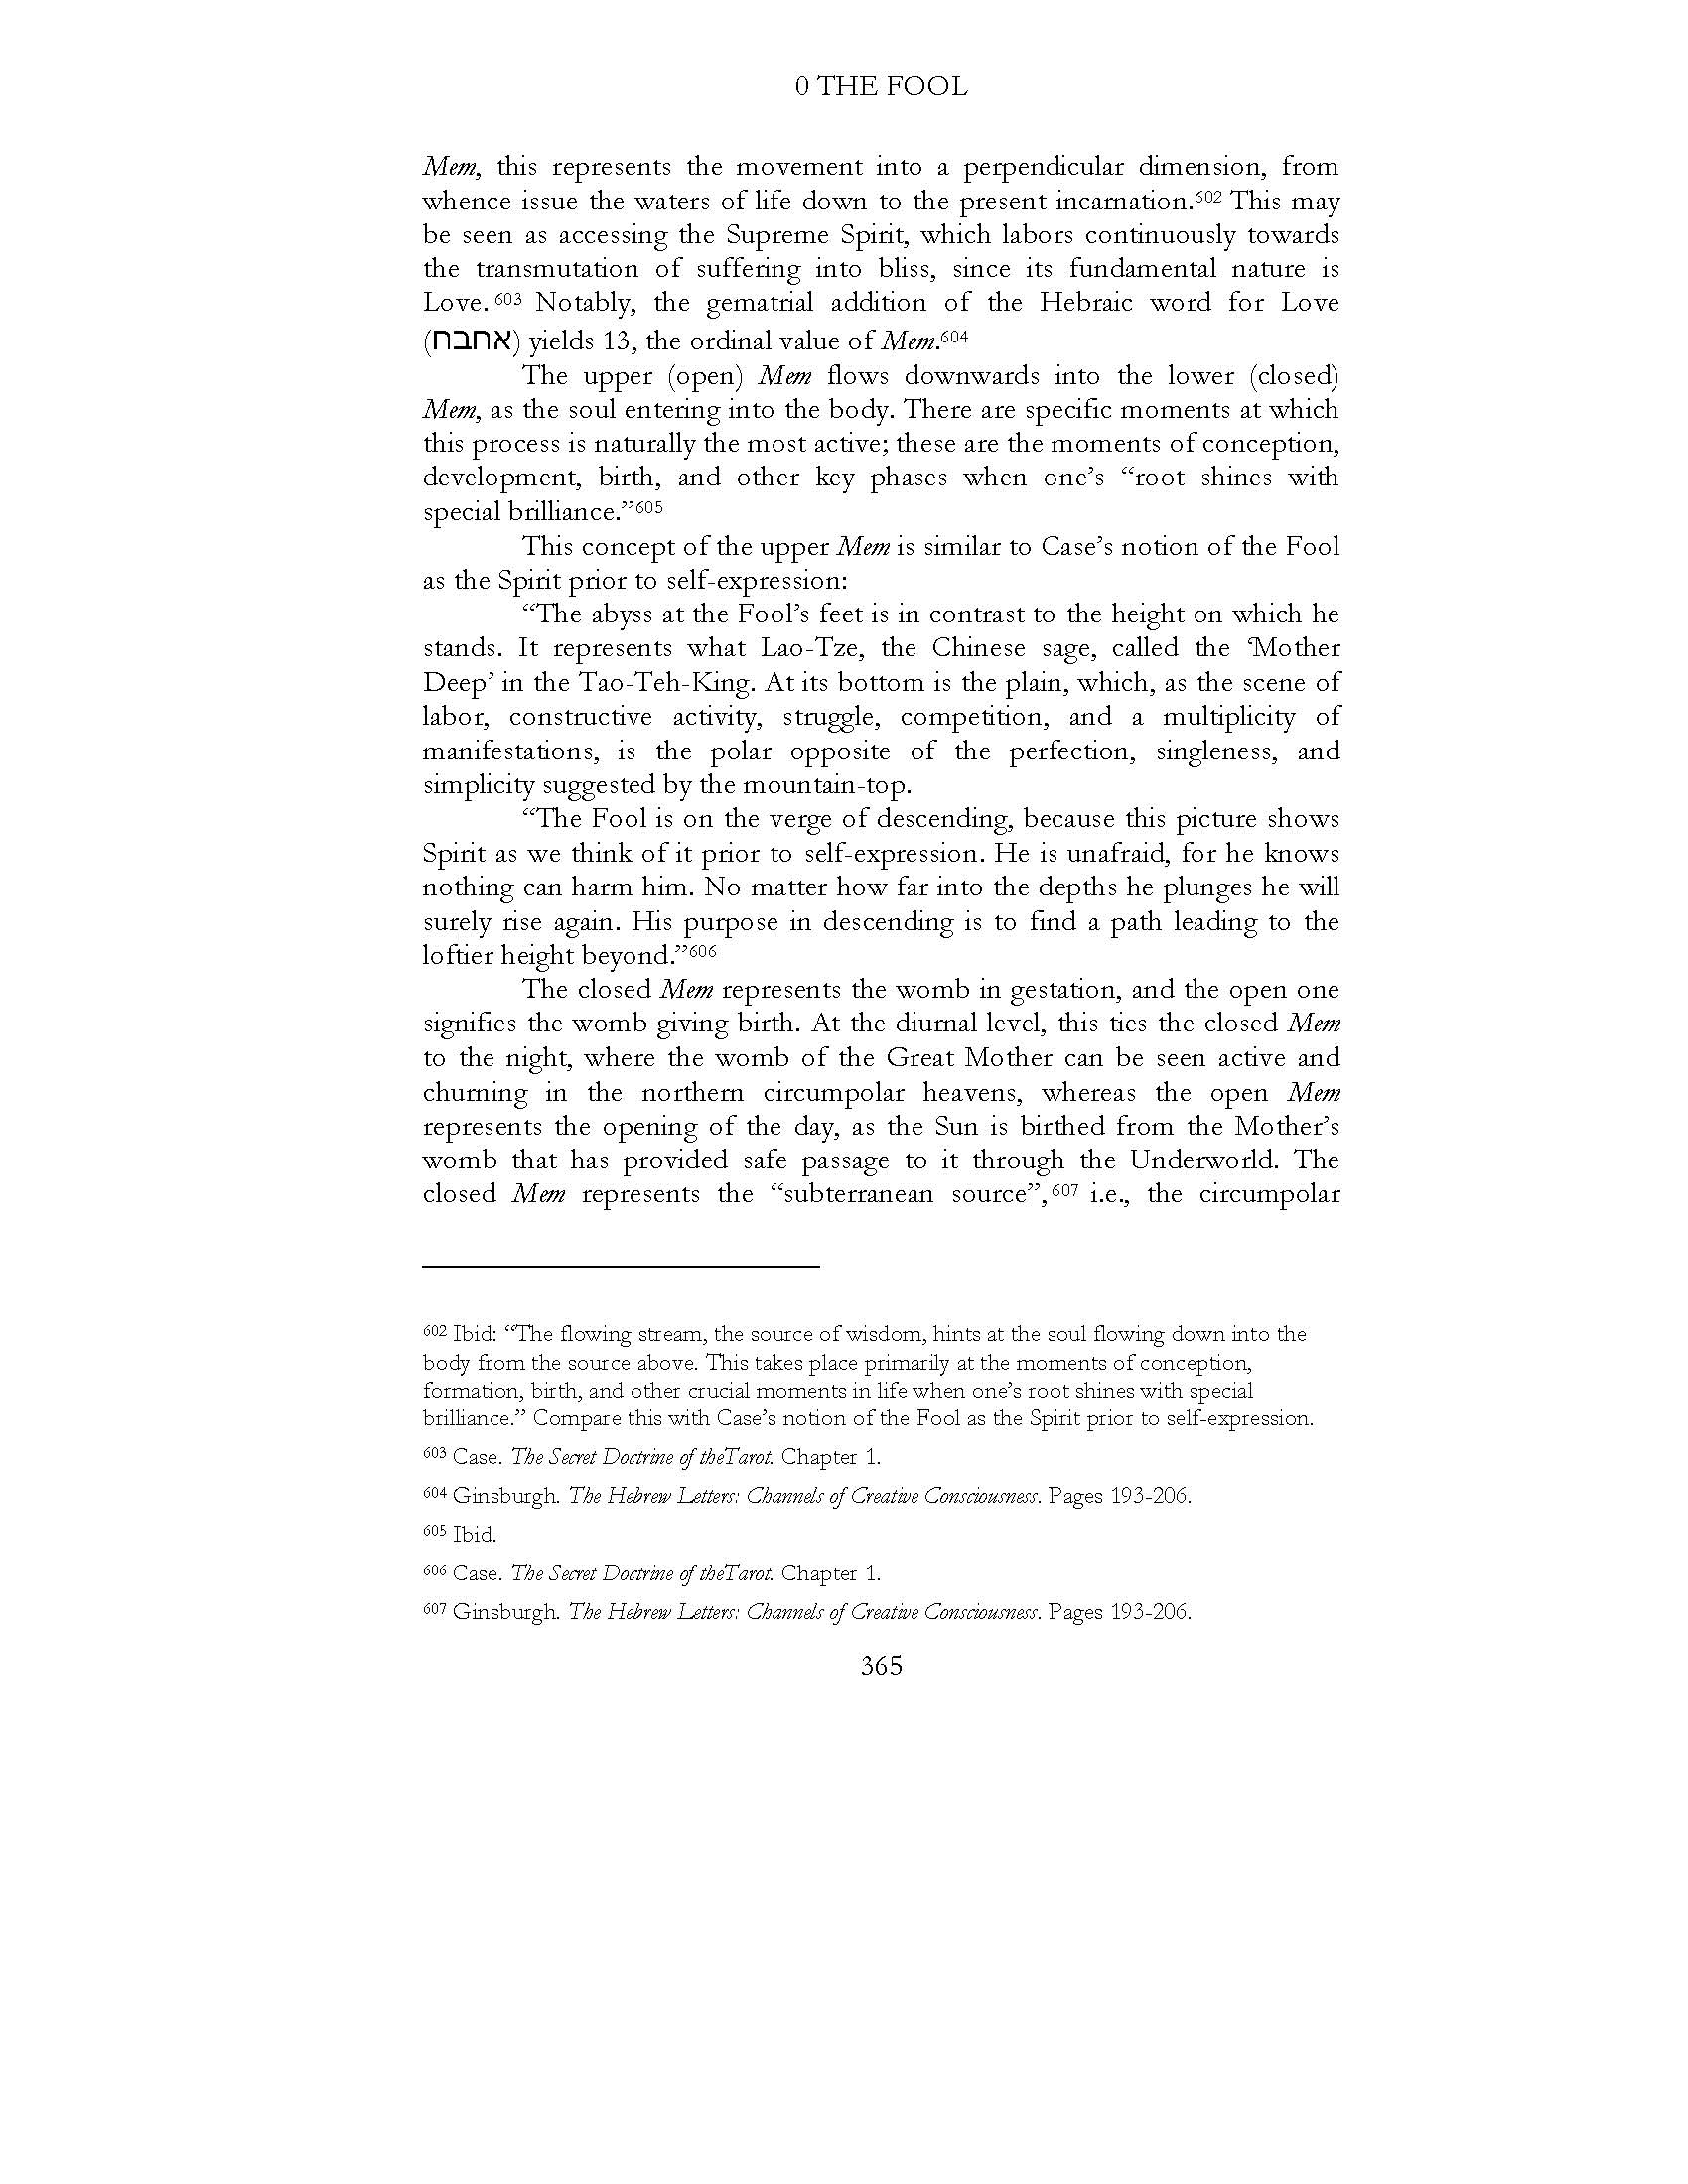 0 THE FOOL
Mem, this represents the movement into a perpendicular dimension, from
whence issue the waters of life down to the present incarnation.602 This may
be seen as accessing the Supreme Spirit, which labors continuously towards
the transmutation of suffering into bliss, since its fundamental nature is
Love. 603 Notably, the gematrial addition of the Hebraic word for Love
(אחבח) yields 13, the ordinal value of Mem.604
The upper (open) Mem flows downwards into the lower (closed)
Mem, as the soul entering into the body. There are specific moments at which
this process is naturally the most active; these are the moments of conception,
development, birth, and other key phases when one’s “root shines with
special brilliance.”605
This concept of the upper Mem is similar to Case’s notion of the Fool
as the Spirit prior to self-expression:
“The abyss at the Fool’s feet is in contrast to the height on which he
stands. It represents what Lao-Tze, the Chinese sage, called the ‘Mother
Deep’ in the Tao-Teh-King. At its bottom is the plain, which, as the scene of
labor, constructive activity, struggle, competition, and a multiplicity of
manifestations, is the polar opposite of the perfection, singleness, and
simplicity suggested by the mountain-top.
“The Fool is on the verge of descending, because this picture shows
Spirit as we think of it prior to self-expression. He is unafraid, for he knows
nothing can harm him. No matter how far into the depths he plunges he will
surely rise again. His purpose in descending is to find a path leading to the
loftier height beyond.”606
The closed Mem represents the womb in gestation, and the open one
signifies the womb giving birth. At the diurnal level, this ties the closed Mem
to the night, where the womb of the Great Mother can be seen active and
churning in the northern circumpolar heavens, whereas the open Mem
represents the opening of the day, as the Sun is birthed from the Mother’s
womb that has provided safe passage to it through the Underworld. The
closed Mem represents the “subterranean source”, 607 i.e., the circumpolar
602 Ibid: “The flowing stream, the source of wisdom, hints at the soul flowing down into the
body from the source above. This takes place primarily at the moments of conception,
formation, birth, and other crucial moments in life when one’s root shines with special
brilliance.” Compare this with Case’s notion of the Fool as the Spirit prior to self-expression.
603 Case. The Secret Doctrine of theTarot. Chapter 1.
604 Ginsburgh. The Hebrew Letters: Channels of Creative Consciousness. Pages 193-206.
605 Ibid.
606 Case. The Secret Doctrine of theTarot. Chapter 1.
607 Ginsburgh. The Hebrew Letters: Channels of Creative Consciousness. Pages 193-206.
365